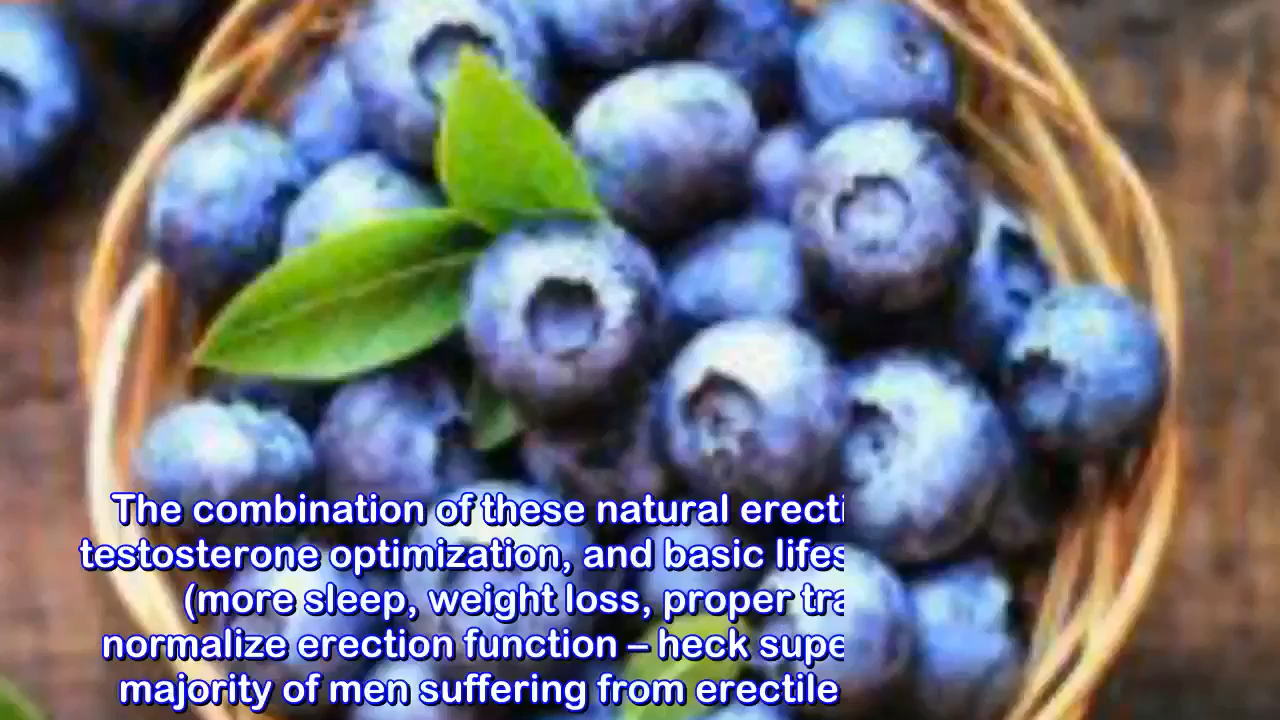 The combination of these natural erecti
testosterone optimization, and basic lifes
(more sleep, weight loss, proper tra
normalize erection function – heck supe
majority of men suffering from erectile